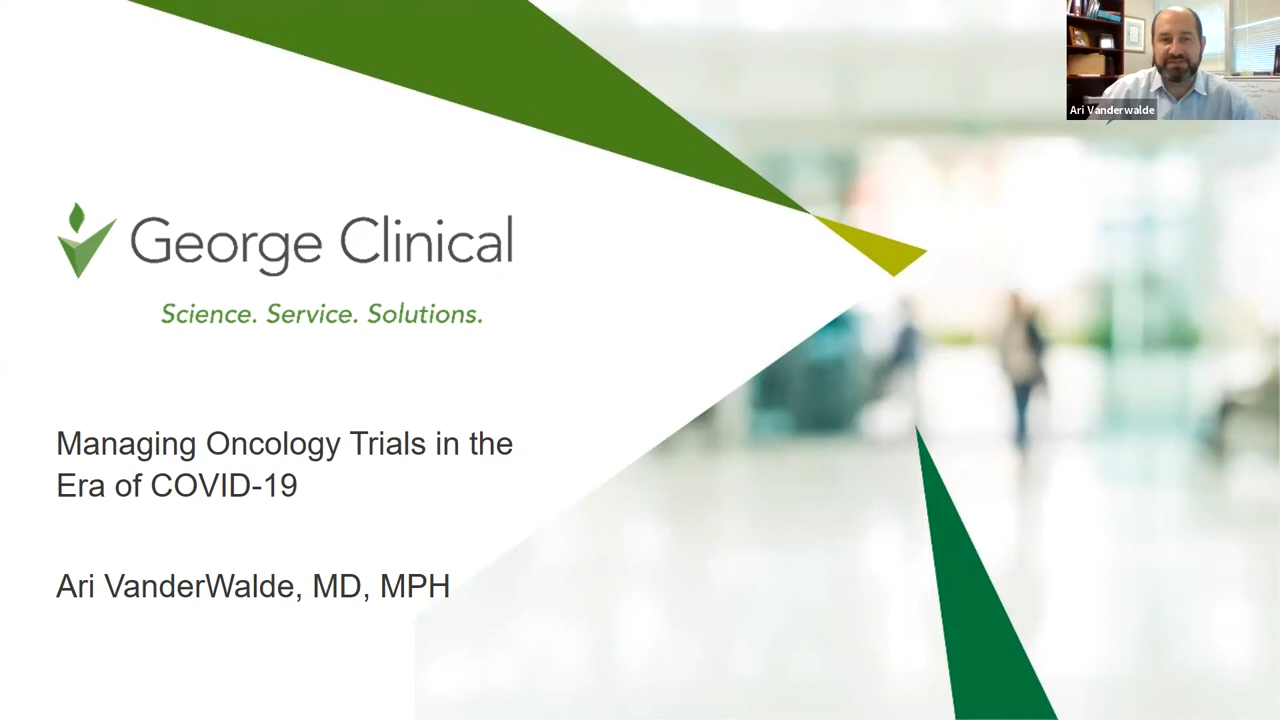 Ari Vanderwalde
George Clinical
Science. Service. Solutions.
Managing Oncology Trials in the
Era of COVID-19
Ari VanderWalde, MD, MPH